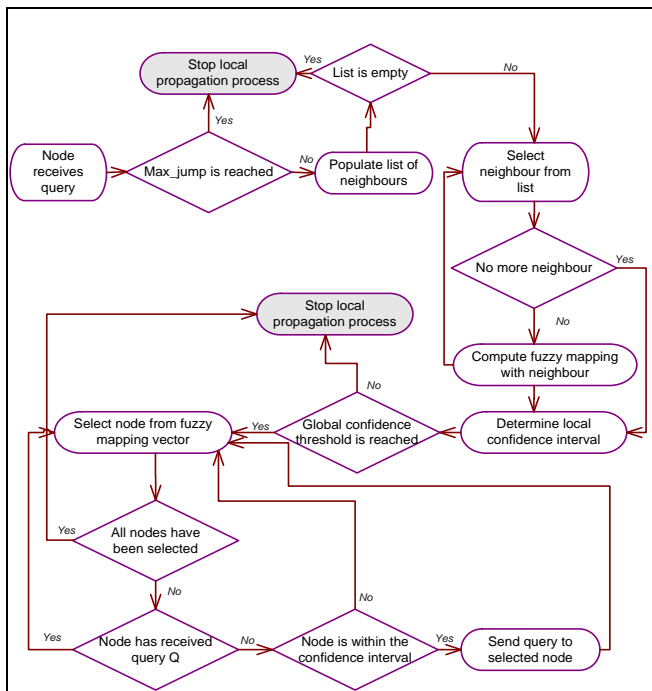 Stop local
propagation process
Yes
List is empty
No
Yes
Node
receives
query
Max_jump is reached
No
Populate list of
neighbours
Select
neighbour from
list
No more neighbour
Yes
No
Stop local
propagation process
Compute fuzzy mapping
with neighbour
No
Select node from fuzzy
mapping vector
Yes
Global confidence
threshold is reached
Determine local
confidence interval
Yes
All nodes have
been selected
No
No
Yes
Node has received
query Q
No
Node is within the
confidence interval
Yes
Send query to
selected node